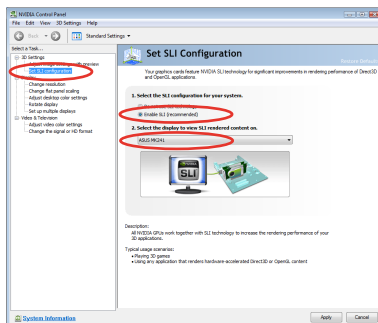 NVIDIA Control Panel
File Edit View 3D Settings Help
Back
Standard Settings
Select a Task...
3D Settings
Set SLI configuration
Change resolution
Change flat panel scaling
Adjust desktop color settings
Rotate display
Set up multiple displays
Video & Television
Adjust video color settings
Change the signal or HD format
System Information
Set SLI Configuration
Restore Defaults
Your graphics cards feature NVIDIA SLI technology for significant improvements in rendering performance of Direct3D
and OpenGL applications.
1. Select the SLI configuration for your system.
Enable SLI (recommended)
2. Select the display to view SLI rendered content on.
ASUS MK241
SLI
Description:
All NVIDIA GPUs work together with SLI technology to increase the rendering performance of your
3D applications.
Typical usage scenarios:
• Playing 3D games
• Using any application that renders hardware-accelerated Direct3D or OpenGL content
Apply
Cancel